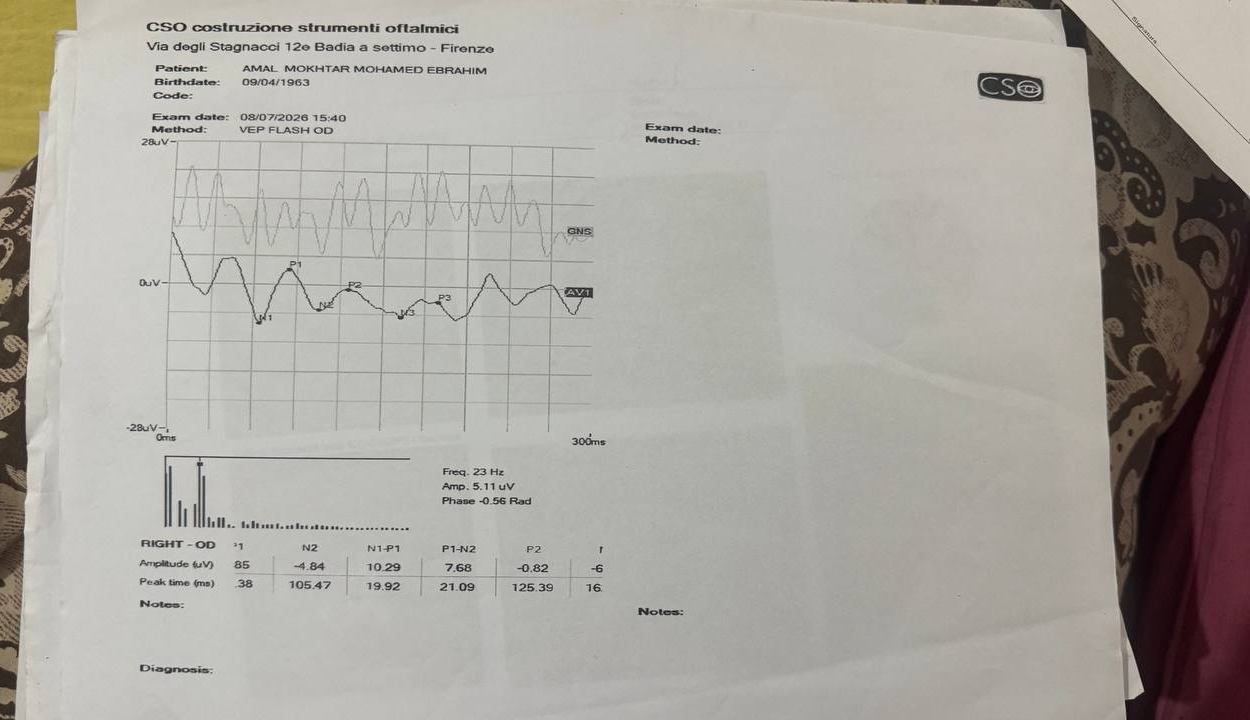 CSO costruzione strumenti oftalmici
Via degli Stagnacci 12e Badia a settimo - Firenze
Patient: AMAL MOKHTAR MOHAMED EBRAHIM
Birthdate: 09/04/1963
Code:
Exam date: 08/07/2026 15:40
Method: VEP FLASH OD
Exam date:
Method:
CSO
Signature
28uV
GNS
P1
0uV
P2
AV1
N2
P3
N1
N3
-28uV
0ms
300ms
Freq. 23 Hz
Amp. 5.11 uV
Phase -0.56 Rad
RIGHT - OD 1 N2 N1-P1 P1-N2 P2
Amplitude (uV) 85 -4.84 10.29 7.68 -0.82 -6
Peak time (ms) .38 105.47 19.92 21.09 125.39 16
Notes:
Notes:
Diagnosis: